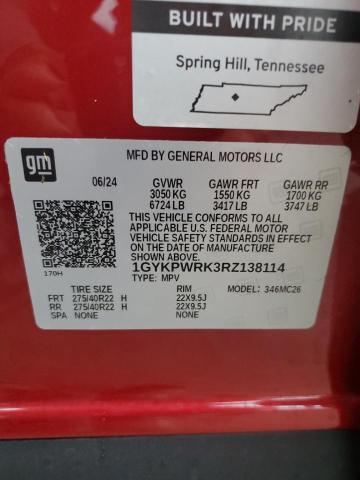 BUILT WITH PRIDE
Spring Hill, Tennessee
gm
MFD BY GENERAL MOTORS LLC
06/24 GVWR GAWR FRT GAWR RR
3050 KG 1550 KG 1700 KG
6724 LB 3417 LB 3747 LB
THIS VEHICLE CONFORMS TO ALL
APPLICABLE U.S. FEDERAL MOTOR
VEHICLE SAFETY STANDARDS IN
EFFECT ON THE DATE OF MANUFACTURE
SHOWN ABOVE.
1GYKPWRK3RZ138114
170H TYPE: MPV MODEL: 346MC26
TIRE SIZE RIM
FRT 275/40R22 H 22X9.5J
RR 275/40R22 H 22X9.5J
SPA NONE NONE